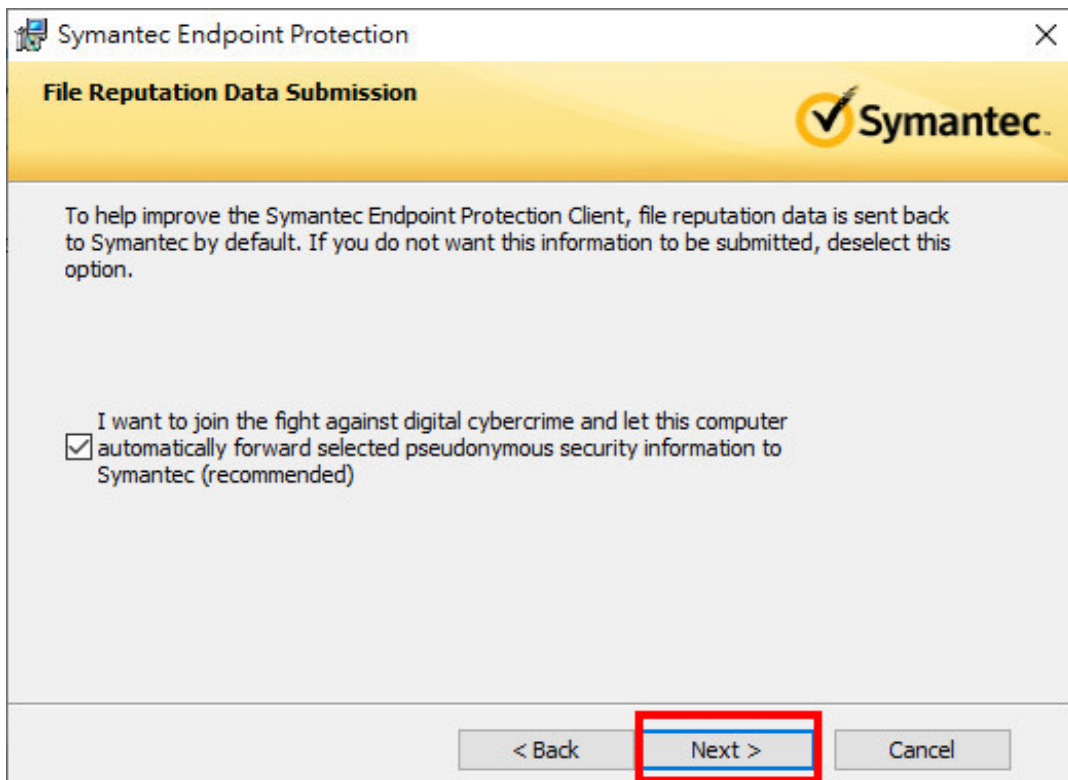 Symantec Endpoint Protection
File Reputation Data Submission
Symantec.
To help improve the Symantec Endpoint Protection Client, file reputation data is sent back
to Symantec by default. If you do not want this information to be submitted, deselect this
option.
I want to join the fight against digital cybercrime and let this computer
automatically forward selected pseudonymous security information to
Symantec (recommended)
< Back
Next >
Cancel